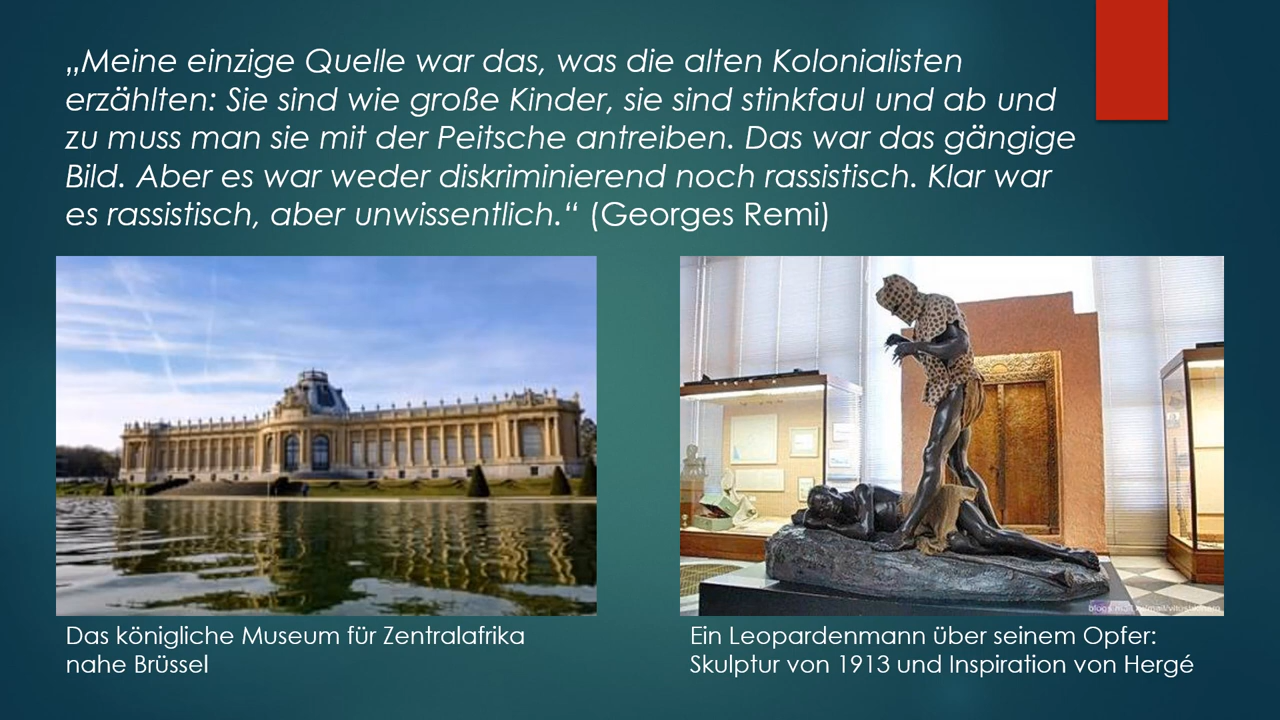 „Meine einzige Quelle war das, was die alten Kolonialisten
erzählten: Sie sind wie große Kinder, sie sind stinkfaul und ab und
zu muss man sie mit der Peitsche antreiben. Das war das gängige
Bild. Aber es war weder diskriminierend noch rassistisch. Klar war
es rassistisch, aber unwissentlich.“ (Georges Remi)
Das königliche Museum für Zentralafrika
nahe Brüssel
Ein Leopardenmann über seinem Opfer:
Skulptur von 1913 und Inspiration von Hergé